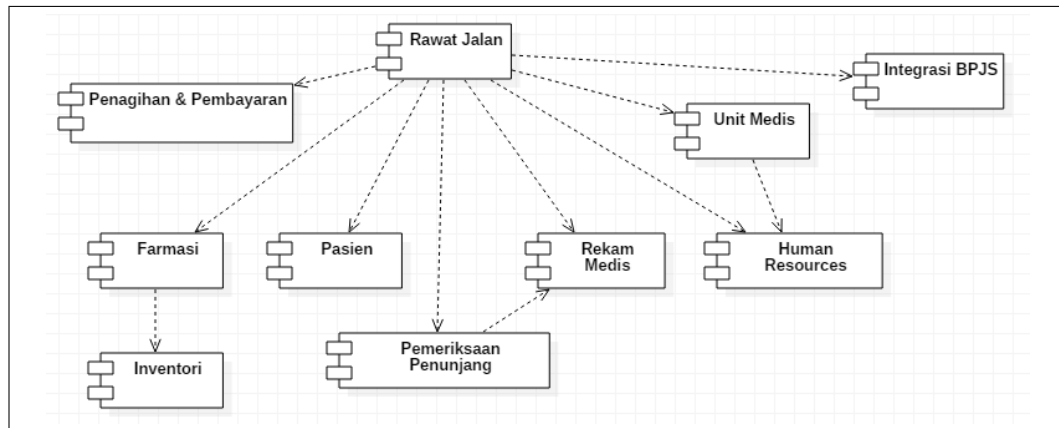 Rawat Jalan
Integrasi BPJS
Penagihan & Pembayaran
Unit Medis
Farmasi
Pasien
Rekam
Medis
Human
Resources
Pemeriksaan
Penunjang
Inventori